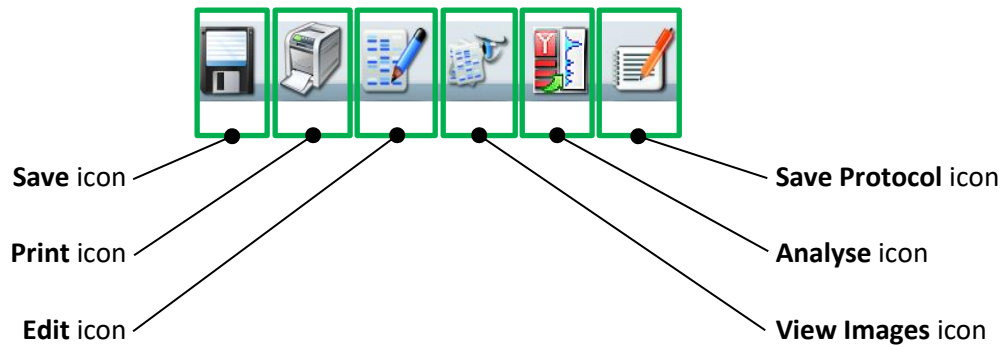 Save icon
Print icon
Edit icon
Save Protocol icon
Analyse icon
View Images icon